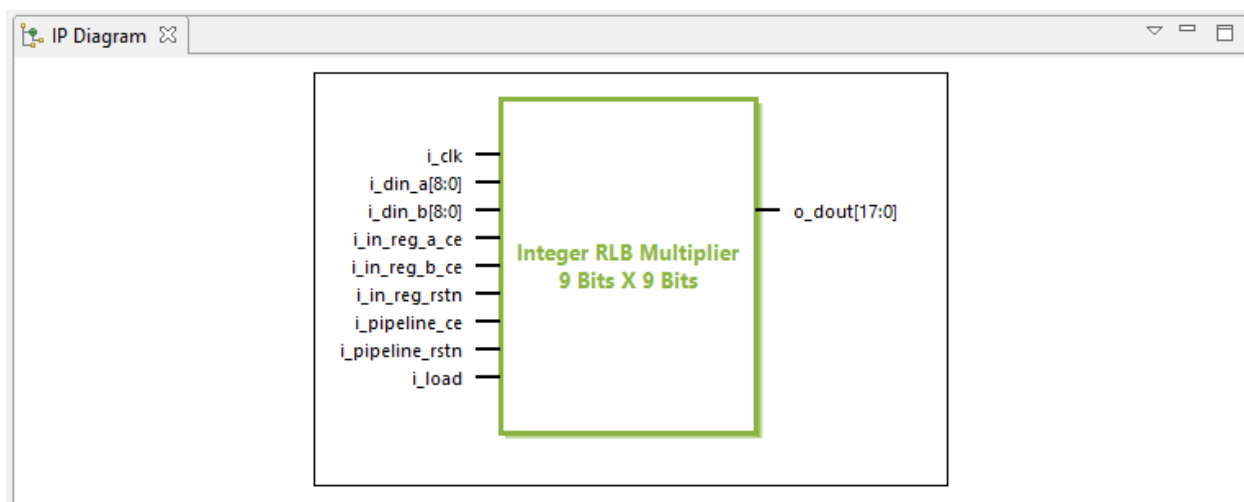 IP Diagram
i_clk
i_din_a[8:0]
i_din_b[8:0]
o_dout[17:0]
i_in_reg_a_ce
Integer RLB Multiplier
i_in_reg_b_ce
9 Bits X 9 Bits
i_in_reg_rstn
i_pipeline_ce
i_pipeline_rstn
i_load